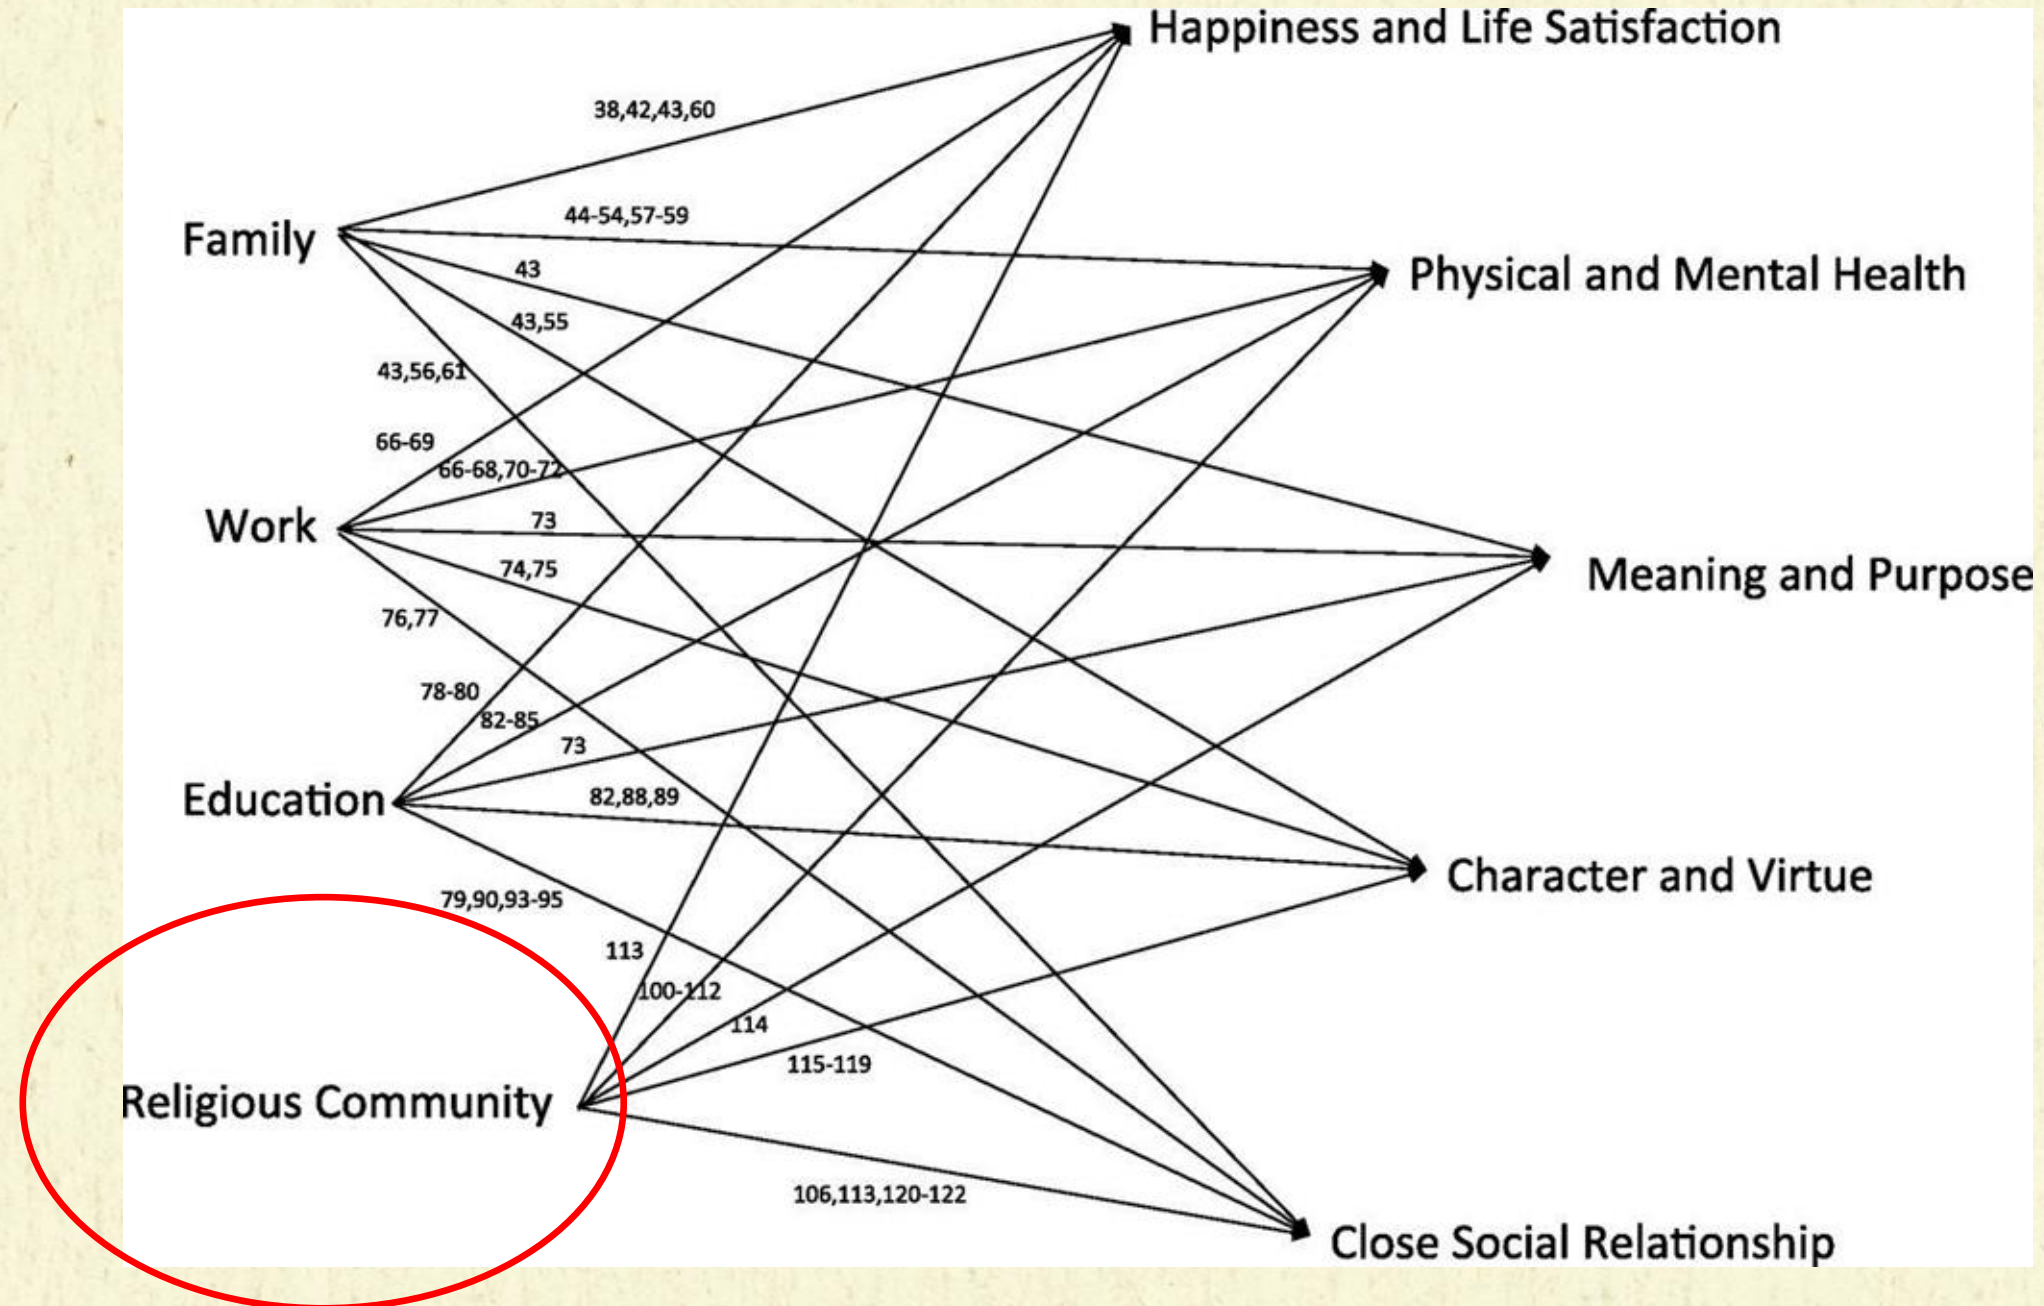 Happiness and Life Satisfaction
38,42,43,60
44-54,57-59
Family
Physical and Mental Health
43
43,55
43,56,61
66-69
66-68,70-72
Work
73
Meaning and Purpose
74,75
76,77
78-80
82-85
73
Education
82,88,89
Character and Virtue
79,90,93-95
113
100-112
114
115-119
Religious Community
106,113,120-122
Close Social Relationship